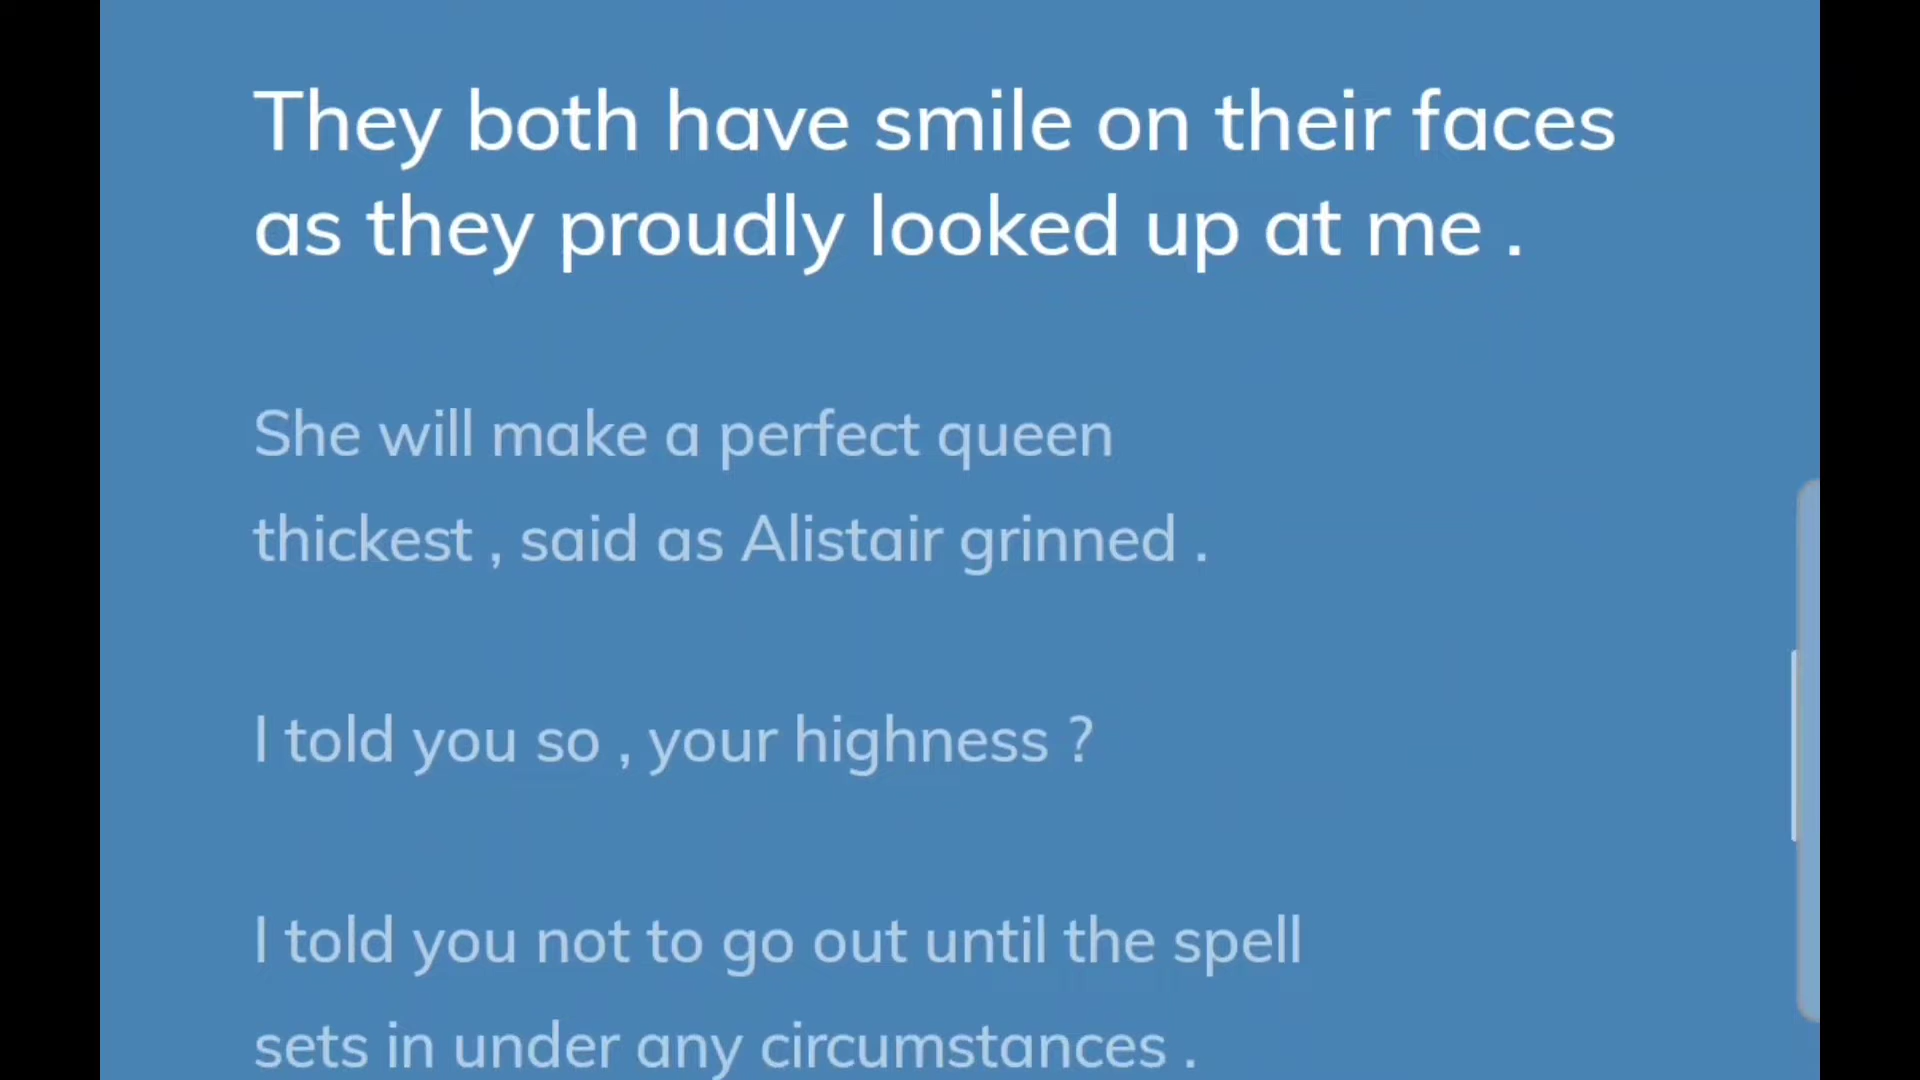 They both have smile on their faces
as they proudly looked up at me .
She will make a perfect queen
thickest , said as Alistair grinned .
I told you so , your highness ?
I told you not to go out until the spell
sets in under any circumstances .